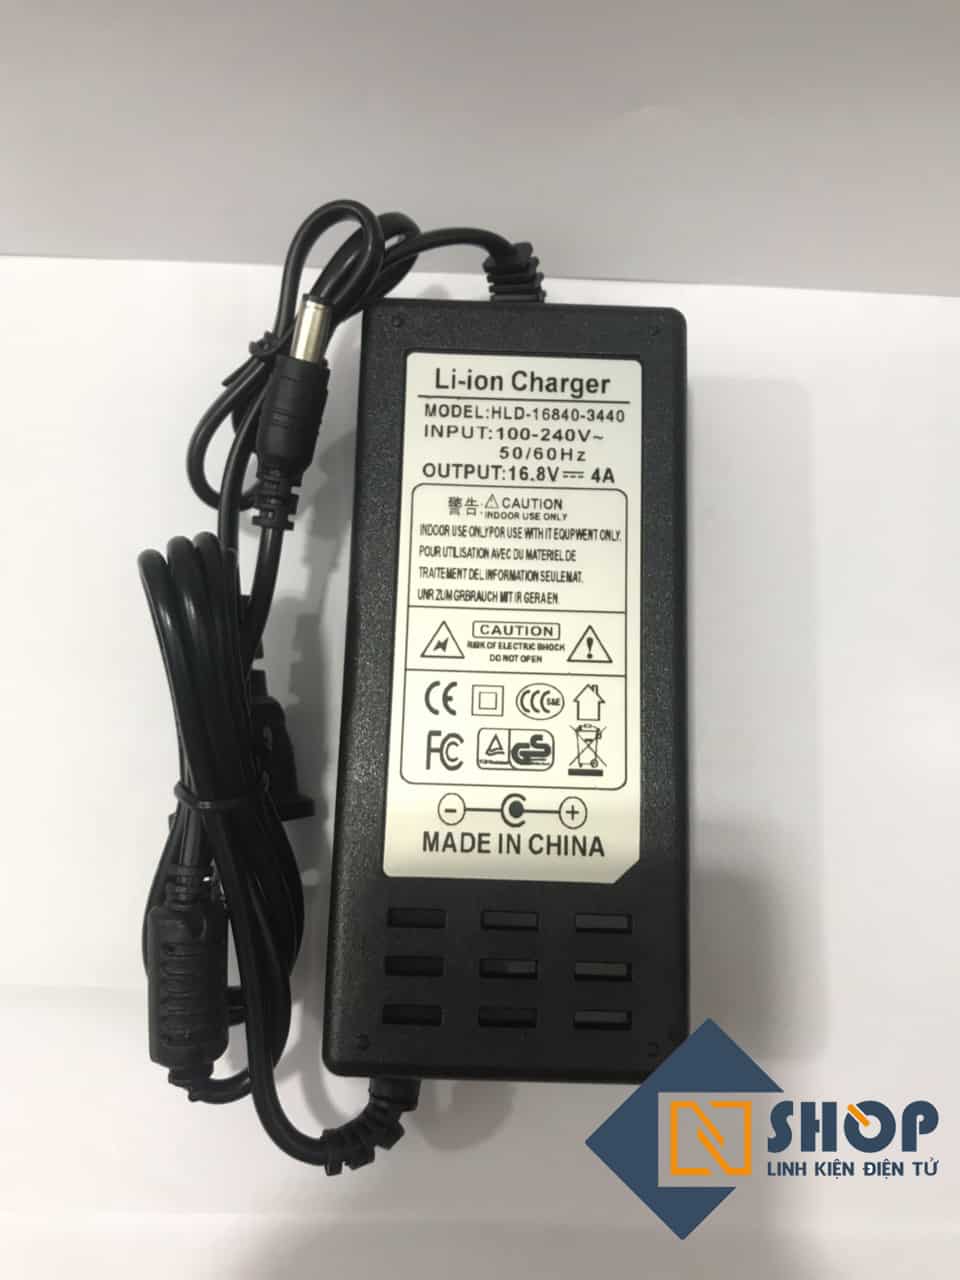 Li-ion Charger
MODEL:HLD-16840-3440
INPUT:100-240V~
50/60Hz
OUTPUT:16.8V⎓ 4A
警告:⚠CAUTION
INDOOR USE ONLY
INDOOR USE ONLYPOR USE WITH IT EQUPWENT ONLY.
POUR UTILISATION AVEC DU MATERIEL DE
TRAITEMENT DEL INFORMATION SEULEMAT.
UNR ZUM GRBRAUCH MIT IR GERAEN
CAUTION
RISK OF ELECTRIC SHOCK
DO NOT OPEN
CE CCC S&E
FC GS
MADE IN CHINA
N SHOP
LINH KIỆN ĐIỆN TỬ